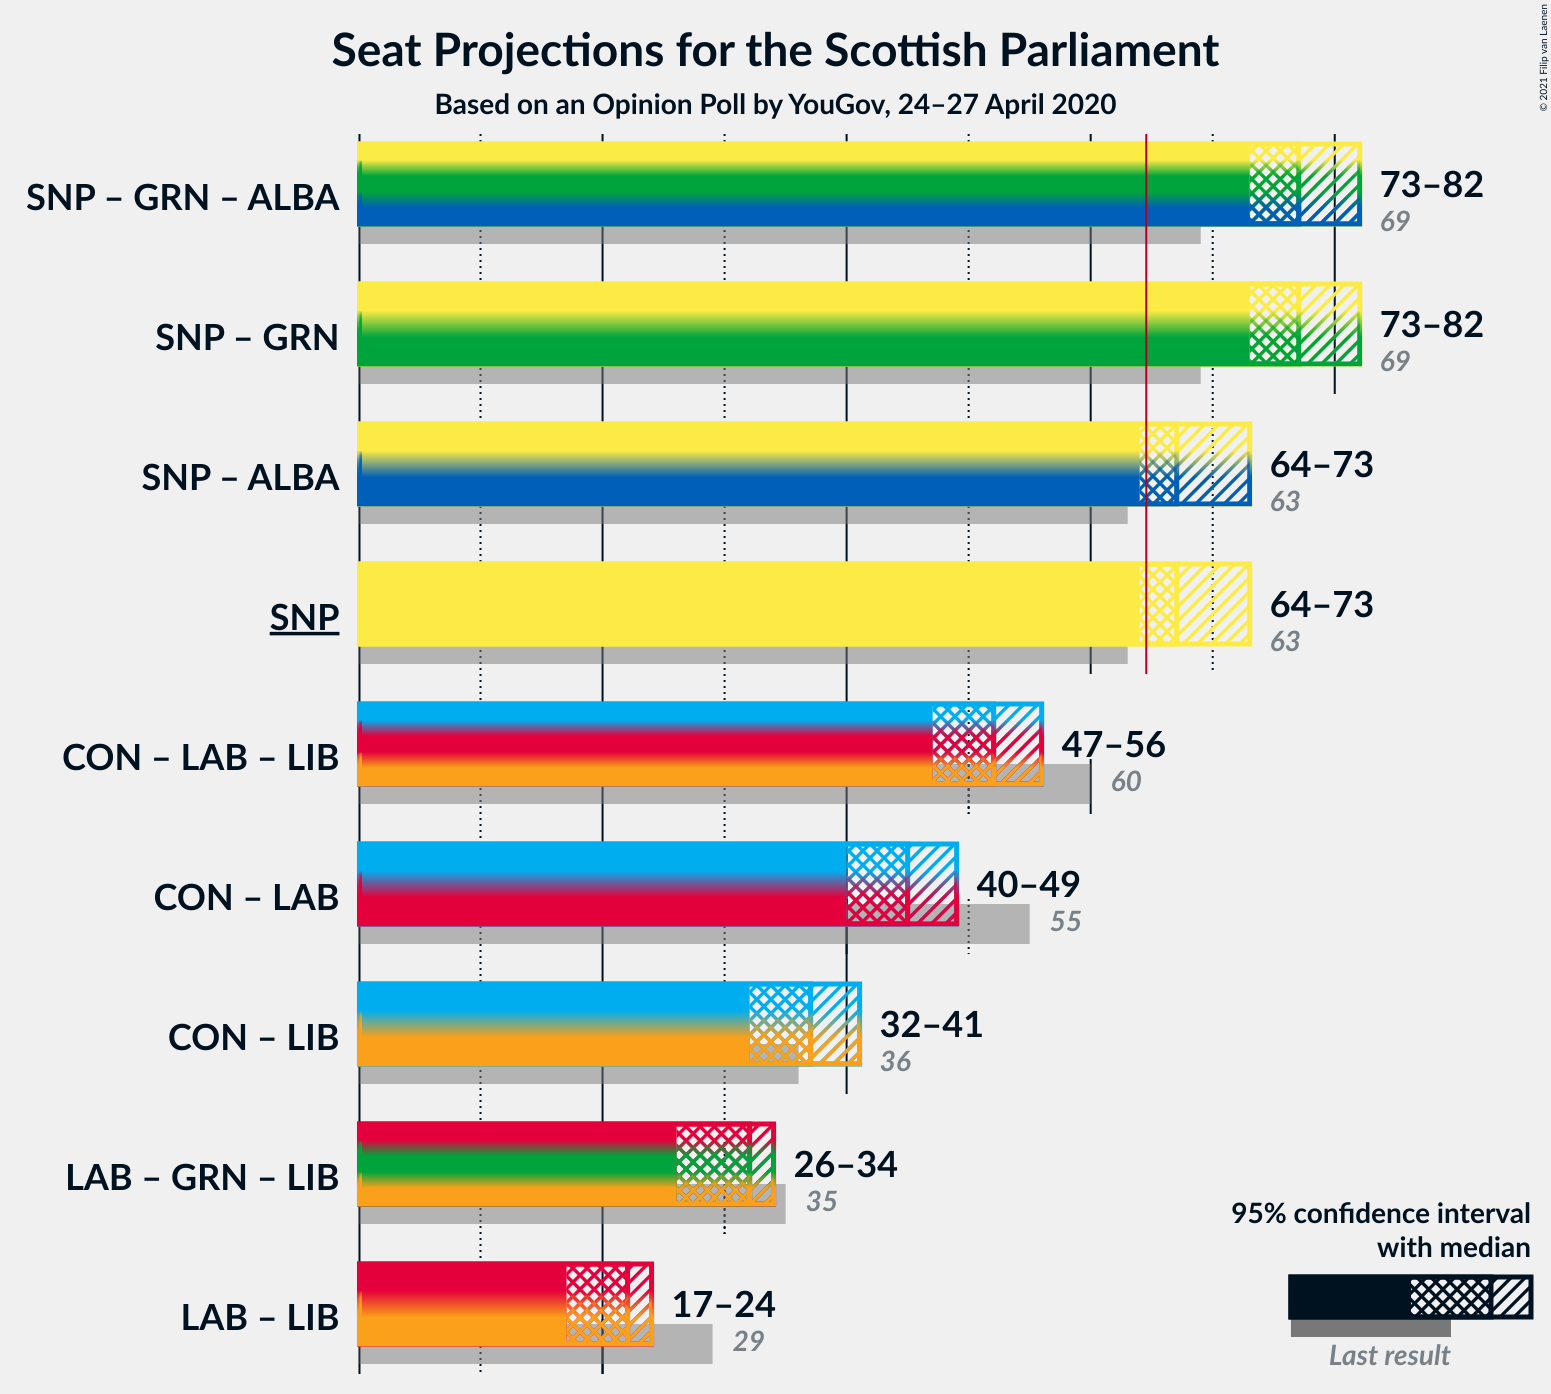 Seat Projections for the Scottish Parliament
Based on an Opinion Poll by YouGov, 24–27 April 2020
© 2021 Filip van Laenen
SNP – GRN – ALBA
73–82
69
SNP – GRN
73–82
69
SNP – ALBA
64–73
63
SNP
64–73
63
CON – LAB – LIB
47–56
60
CON – LAB
40–49
55
CON – LIB
32–41
36
LAB – GRN – LIB
26–34
35
LAB – LIB
17–24
29
95% confidence interval
with median
Last result